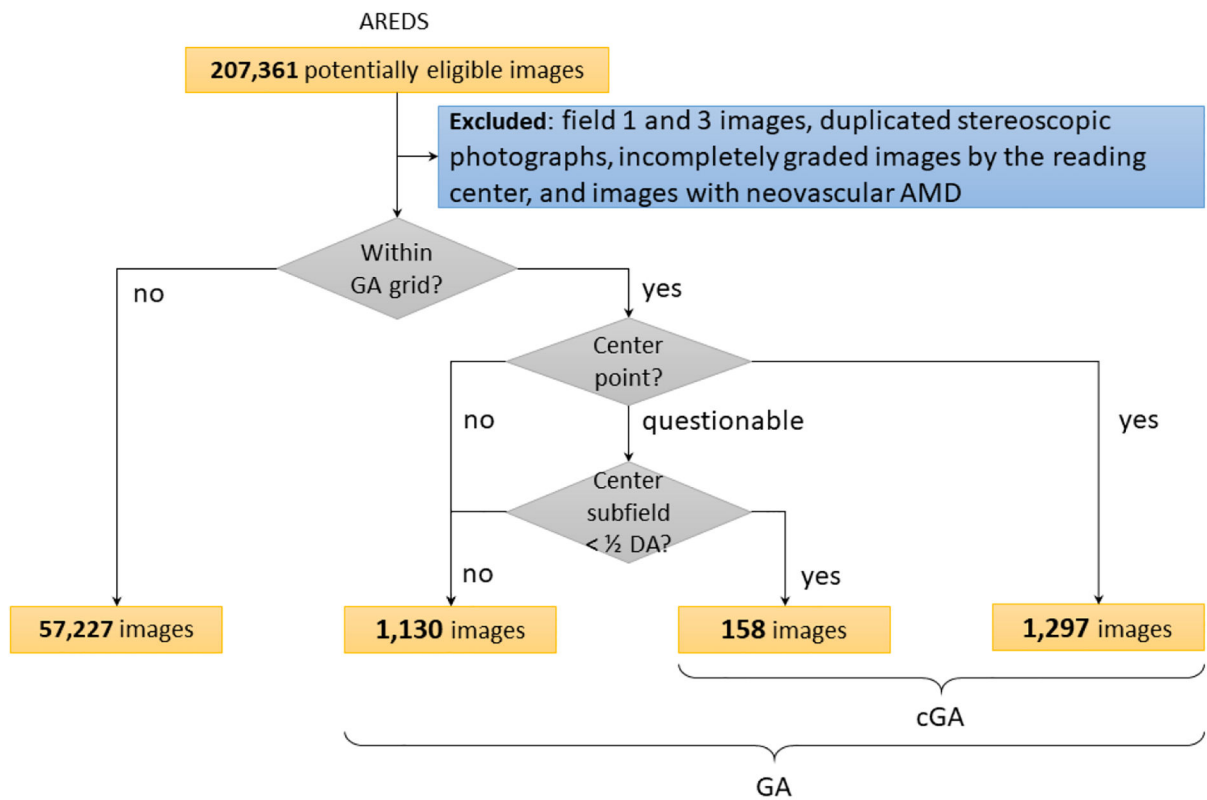 AREDS
207,361 potentially eligible images
Excluded: field 1 and 3 images, duplicated stereoscopic
photographs, incompletely graded images by the reading
center, and images with neovascular AMD
Within
GA grid?
no
yes
Center
point?
no
questionable
yes
Center
subfield
< ½ DA?
no
yes
57,227 images
1,130 images
158 images
1,297 images
cGA
GA